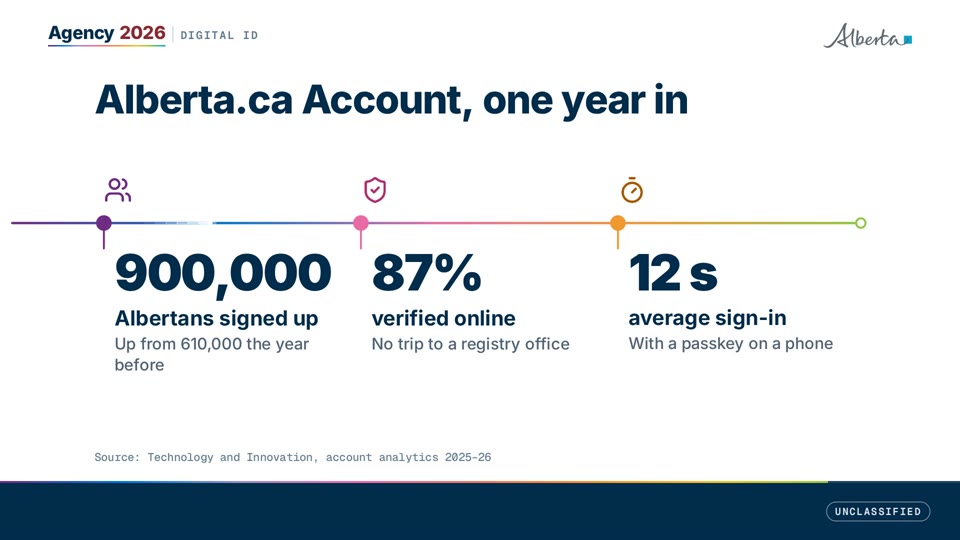 Agency 2026
DIGITAL ID
Alberta
Alberta.ca Account, one year in
900,000
Albertans signed up
Up from 610,000 the year
before
87%
verified online
No trip to a registry office
12 s
average sign-in
With a passkey on a phone
Source: Technology and Innovation, account analytics 2025–26
UNCLASSIFIED